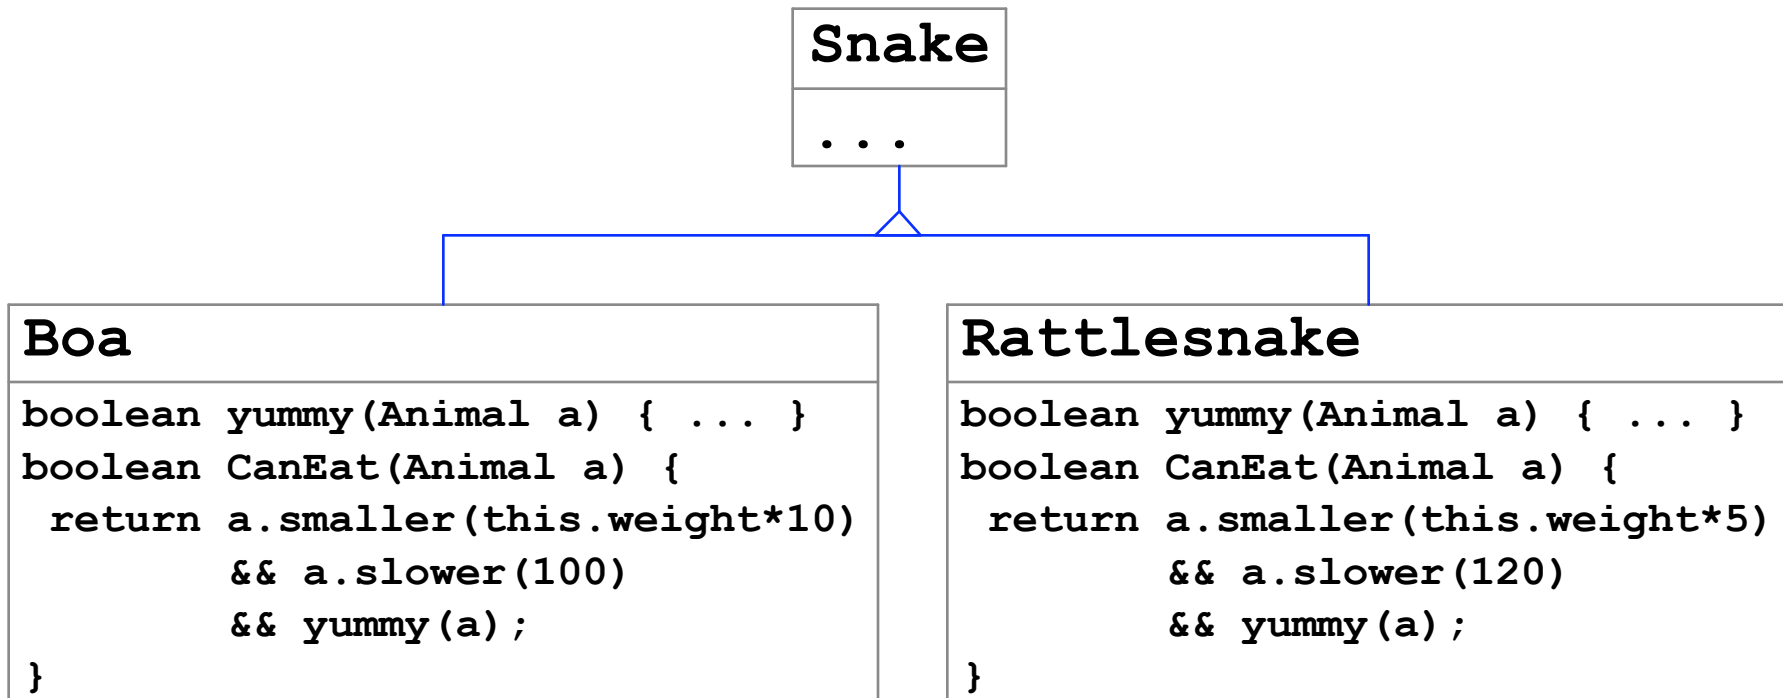 Snake
...
Boa
boolean yummy(Animal a) { ... }
boolean CanEat(Animal a) {
return a.smaller(this.weight*10)
&& a.slower(100)
&& yummy(a);
}
Rattlesnake
boolean yummy(Animal a) { ... }
boolean CanEat(Animal a) {
return a.smaller(this.weight*5)
&& a.slower(120)
&& yummy(a);
}